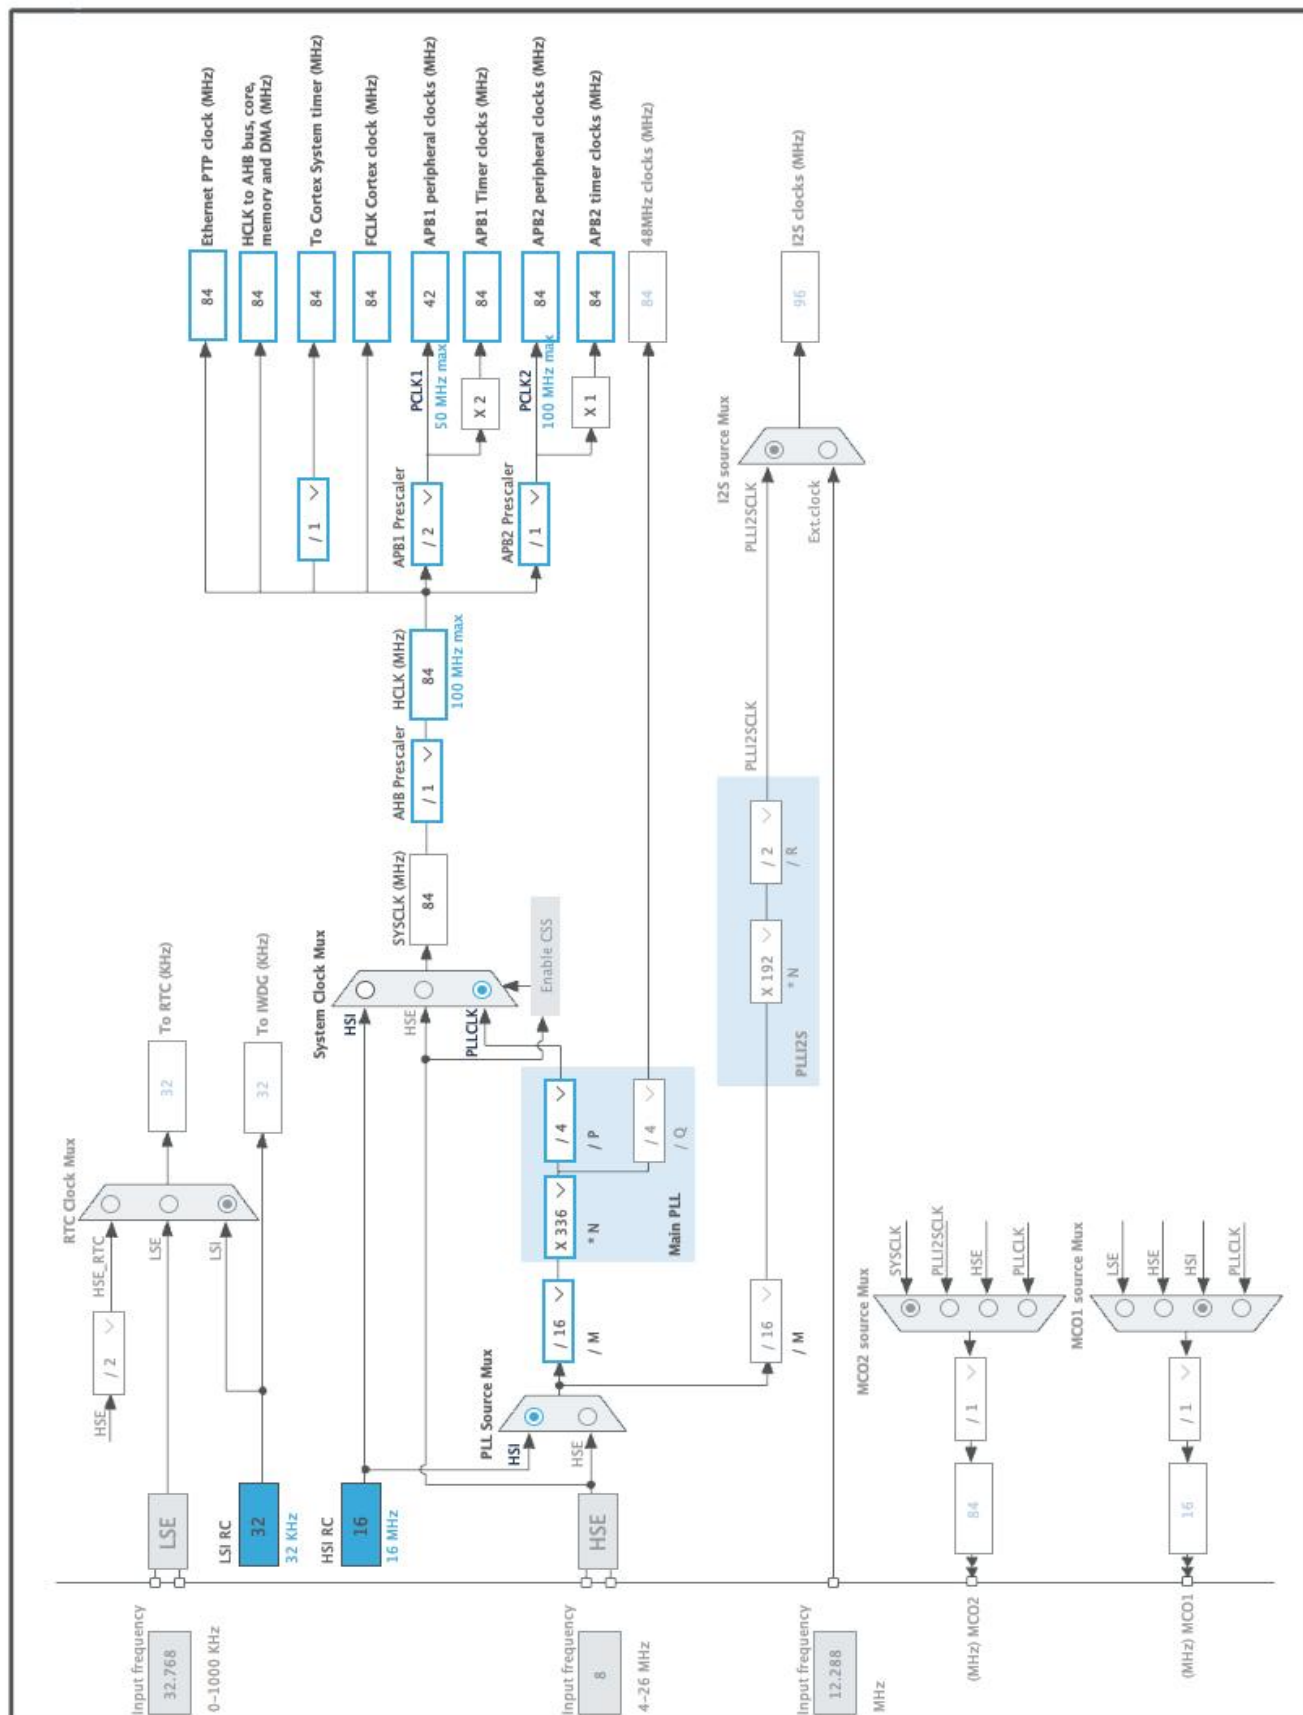 Input frequency
32.768
0-1000 KHz
LSE
HSE
/ 2
HSE_RTC
RTC Clock Mux
LSE
LSI
32
To RTC (KHz)
LSI RC
32
32 KHz
32
To IWDG (KHz)
HSI RC
16
16 MHz
System Clock Mux
HSI
HSE
PLLCLK
Enable CSS
SYSCLK (MHz)
84
AHB Prescaler
/ 1
HCLK (MHz)
84
100 MHz max
84
Ethernet PTP clock (MHz)
84
HCLK to AHB bus, core,
memory and DMA (MHz)
/ 1
84
To Cortex System timer (MHz)
84
FCLK Cortex clock (MHz)
APB1 Prescaler
/ 2
PCLK1
50 MHz max
42
APB1 peripheral clocks (MHz)
X 2
84
APB1 Timer clocks (MHz)
APB2 Prescaler
/ 1
PCLK2
100 MHz max
84
APB2 peripheral clocks (MHz)
X 1
84
APB2 timer clocks (MHz)
84
48MHz clocks (MHz)
Input frequency
8
4-26 MHz
HSE
PLL Source Mux
HSI
HSE
/ 16
/ M
X 336
* N
/ 4
/ P
/ 4
/ Q
Main PLL
/ 16
/ M
X 192
* N
/ 2
/ R
PLLI2S
PLLI2SCLK
PLLI2SCLK
I2S source Mux
Ext.clock
96
I2S clocks (MHz)
Input frequency
12.288
MHz
MCO2 source Mux
SYSCLK
PLLI2SCLK
HSE
PLLCLK
/ 1
84
(MHz) MCO2
MCO1 source Mux
LSE
HSE
HSI
PLLCLK
/ 1
16
(MHz) MCO1